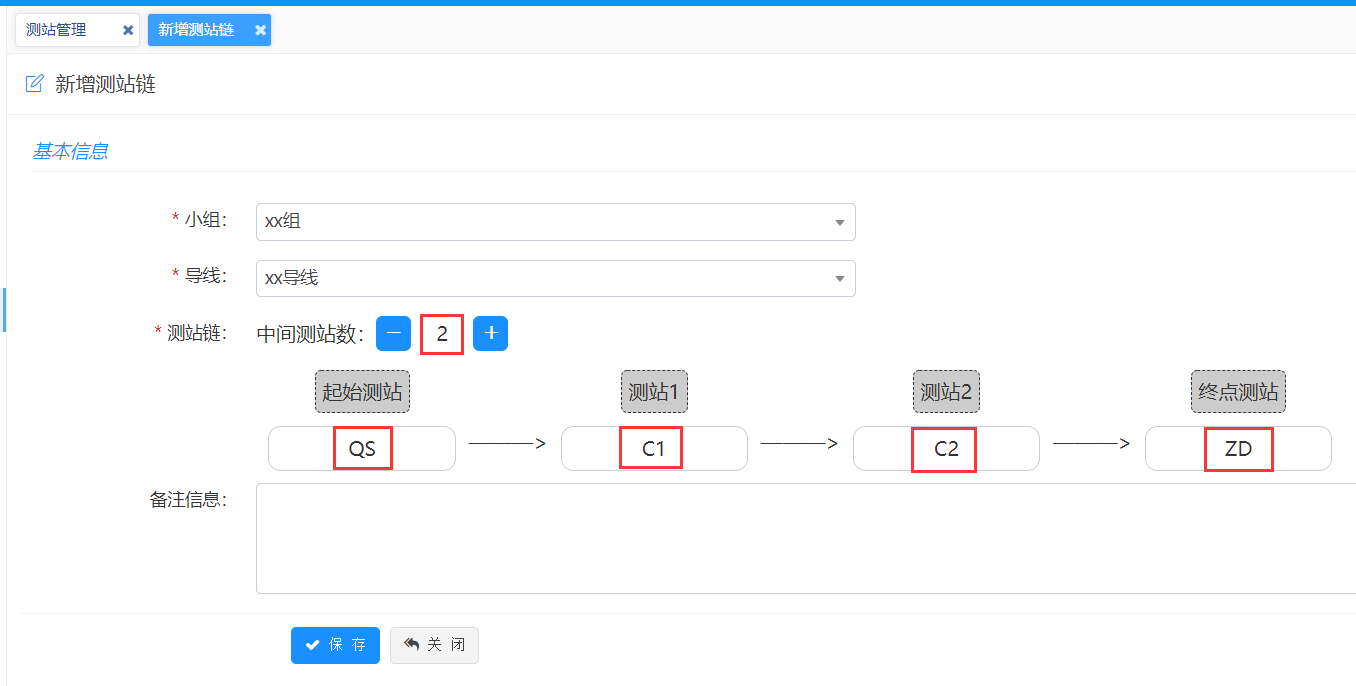 测站管理 新增测站链
新增测站链
基本信息
* 小组： xx组
* 导线： xx导线
* 测站链： 中间测站数： 2
起始测站 测站1 测站2 终点测站
QS C1 C2 ZD
备注信息：
保 存 关 闭